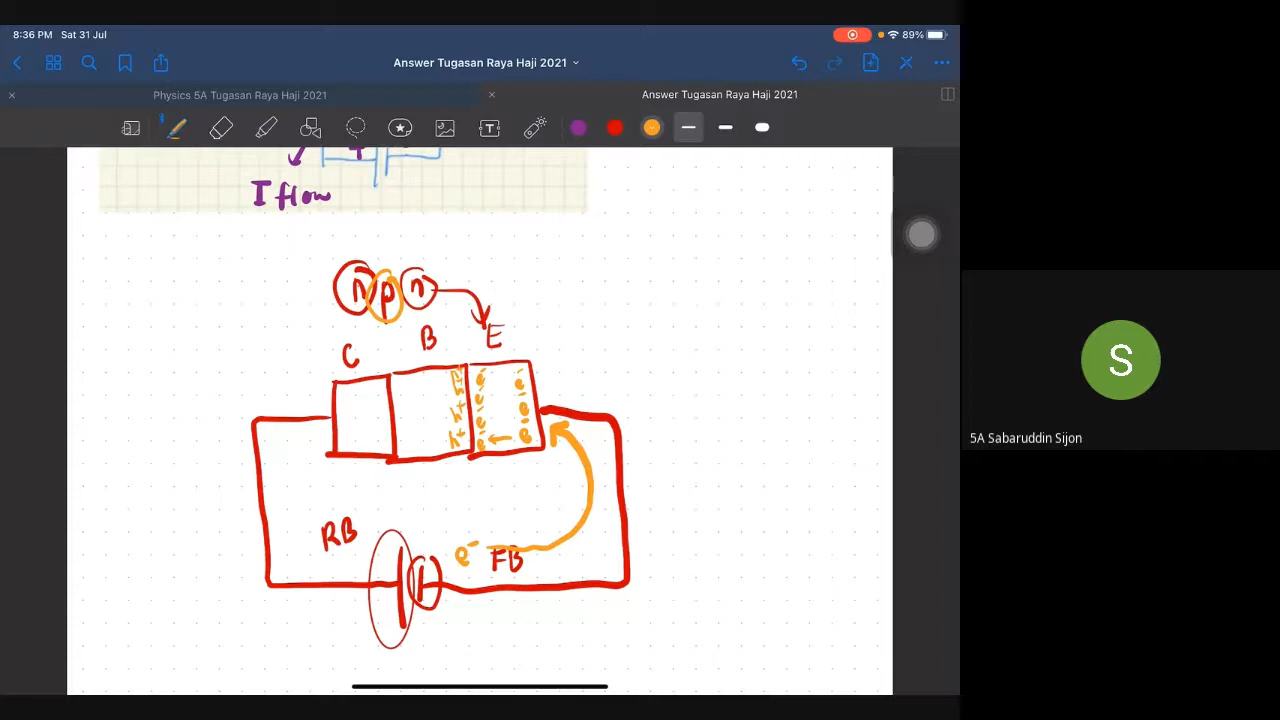 8:36 PM Sat 31 Jul
89%
Answer Tugasan Raya Haji 2021
Physics 5A Tugasan Raya Haji 2021
Answer Tugasan Raya Haji 2021
T
+
I flow
n p n
C B E
h+ e-
e-
h+ e-
e-
h+ e- ← e-
RB
e- FB
S
5A Sabaruddin Sijon